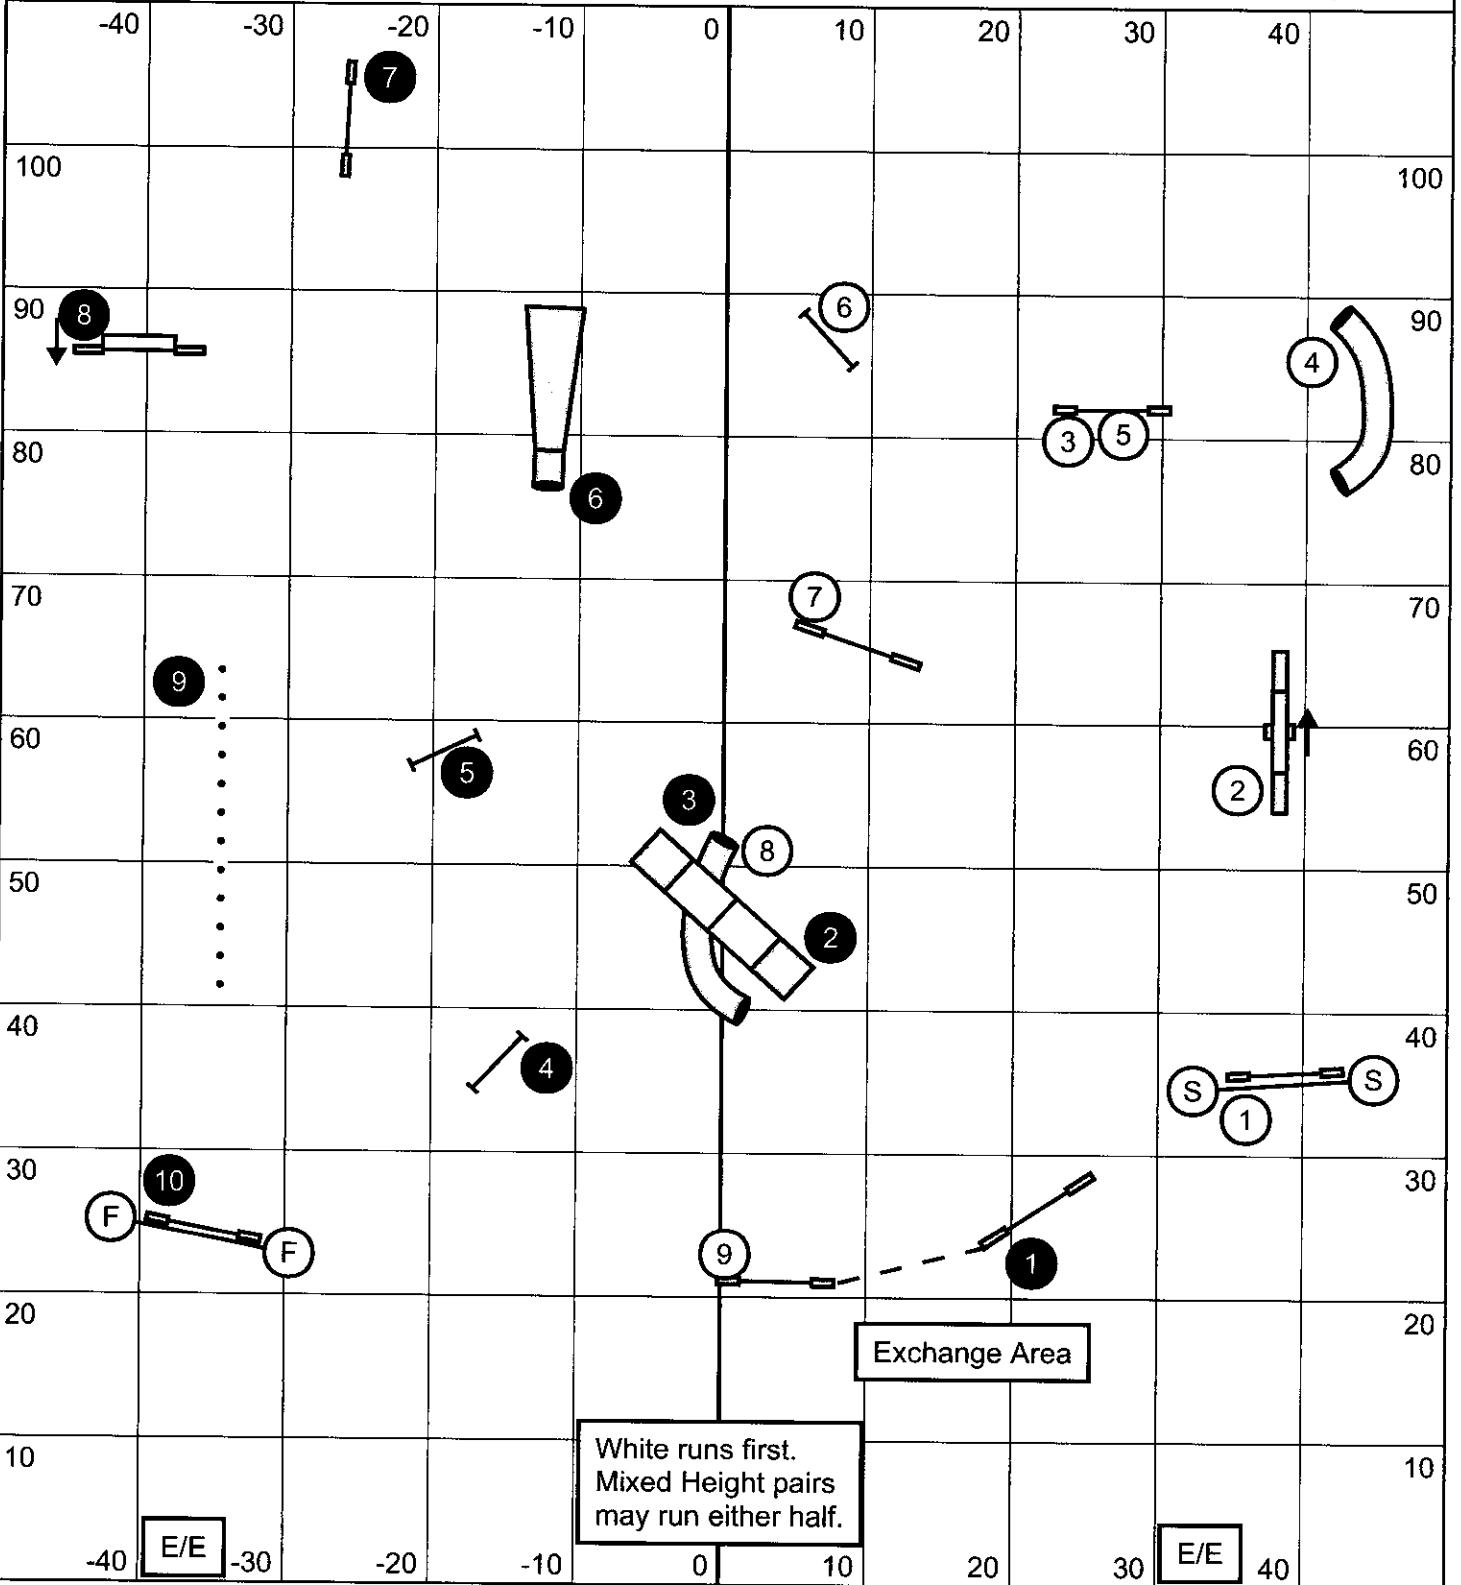 -40 -30 -20 -10 0 10 20 30 40
7
100 100
90 8 6 90
4
80 3 5 80
6
70 7 70
9
60 5 2 60
3
8
50 50
2
40 4 40
S 1 S
30 10 30
F F
9 1
20 20
Exchange Area
White runs first.
Mixed Height pairs
may run either half.
10 10
-40 E/E -30 -20 -10 0 10 20 30 E/E 40